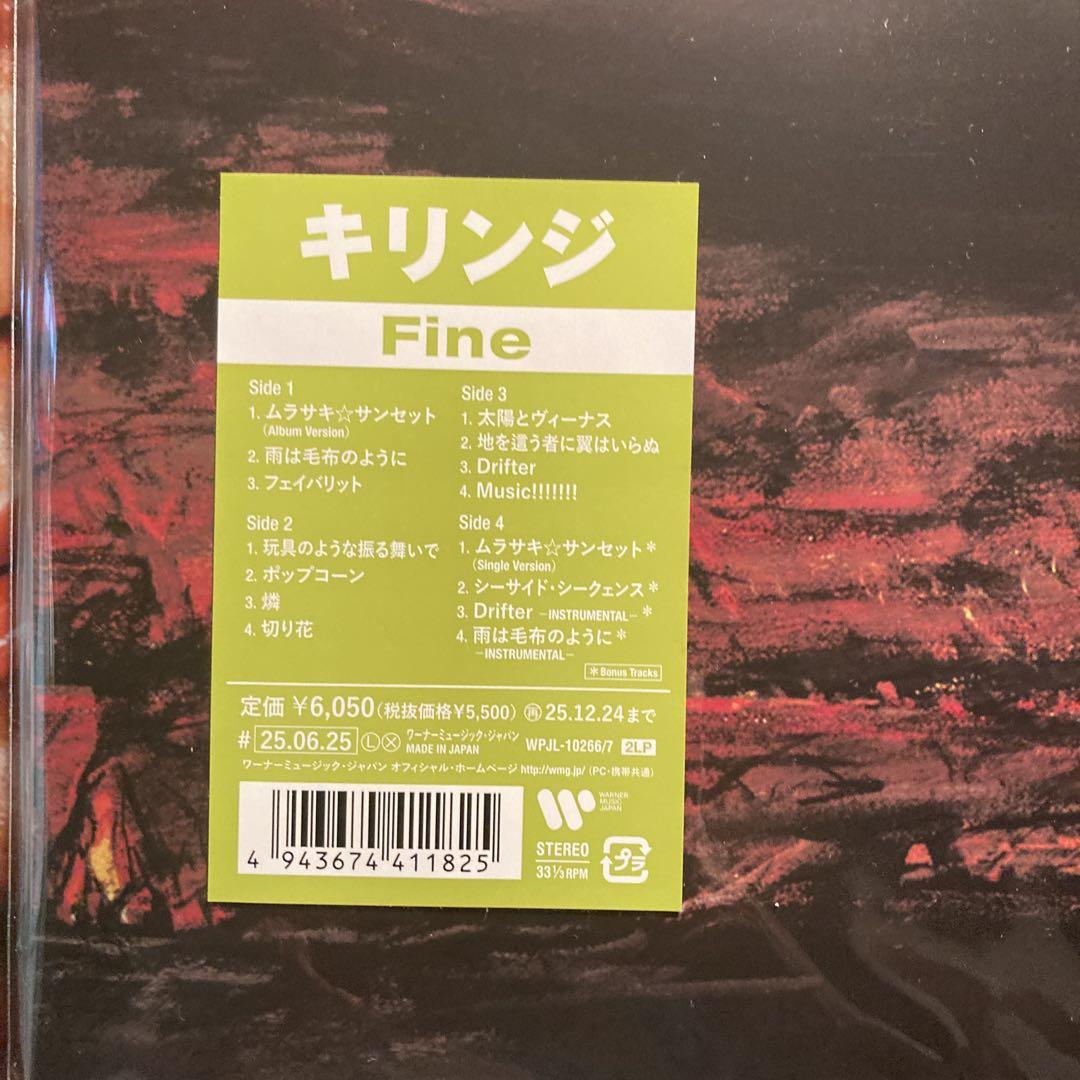 キリンジ
Fine
Side 1
1. ムラサキ☆サンセット
(Album Version)
2. 雨は毛布のように
3. フェイバリット
Side 2
1. 玩具のような振る舞いで
2. ポップコーン
3. 燐
4. 切り花
Side 3
1. 太陽とヴィーナス
2. 地を這う者に翼はいらぬ
3. Drifter
4. Music!!!!!!!
Side 4
1. ムラサキ☆サンセット*
(Single Version)
2. シーサイド・シークェンス*
3. Drifter -INSTRUMENTAL- *
4. 雨は毛布のように*
-INSTRUMENTAL-
*Bonus Tracks
定価 ¥6,050(税抜価格¥5,500) ㊢25.12.24まで
# 25.06.25 Ⓛ Ⓧ ワーナーミュージック・ジャパン
MADE IN JAPAN WPJL-10266/7 2LP
ワーナーミュージック・ジャパン オフィシャル・ホームページ http://wmg.jp/ (PC・携帯共通)
4 943674 411825
WARNER
MUSIC
JAPAN
STEREO
33 1/3 RPM
プラ